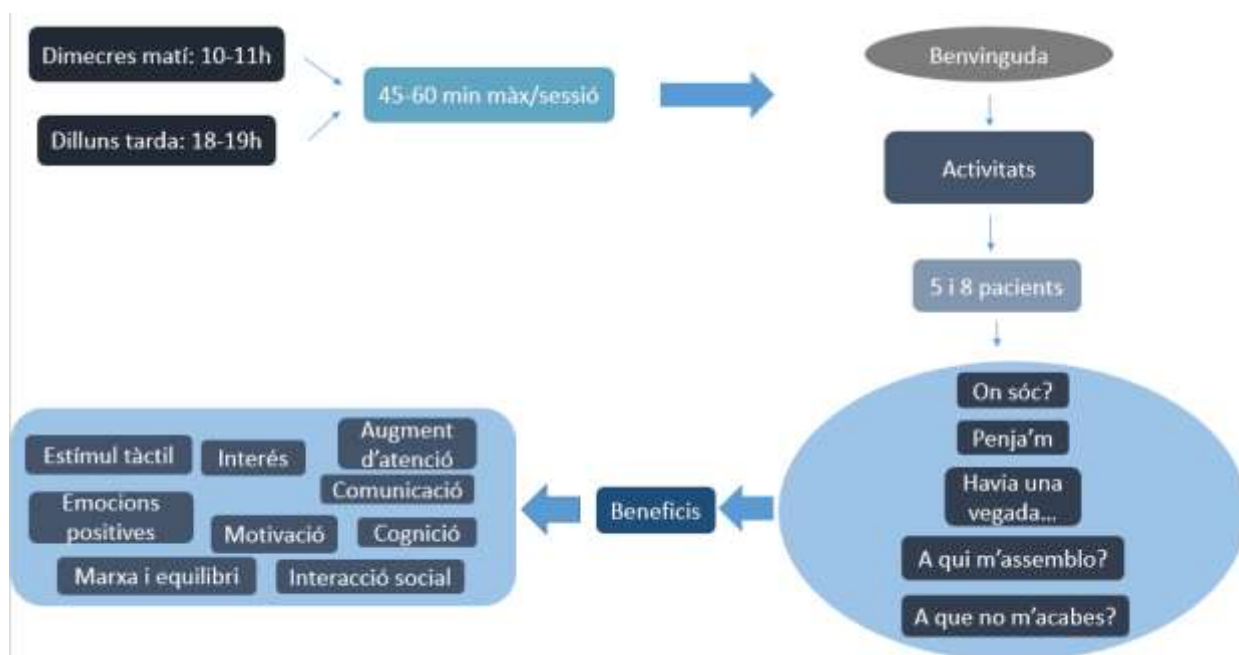 Dimecres matí: 10-11h
Dilluns tarda: 18-19h
45-60 min màx/sessió
Benvinguda
Activitats
5 i 8 pacients
On sóc?
Penja’m
Havia una
vegada...
A qui m’assemblo?
A que no m’acabes?
Beneficis
Estímul tàctil
Interés
Augment
d’atenció
Comunicació
Emocions
positives
Motivació
Cognició
Marxa i equilibri
Interacció social